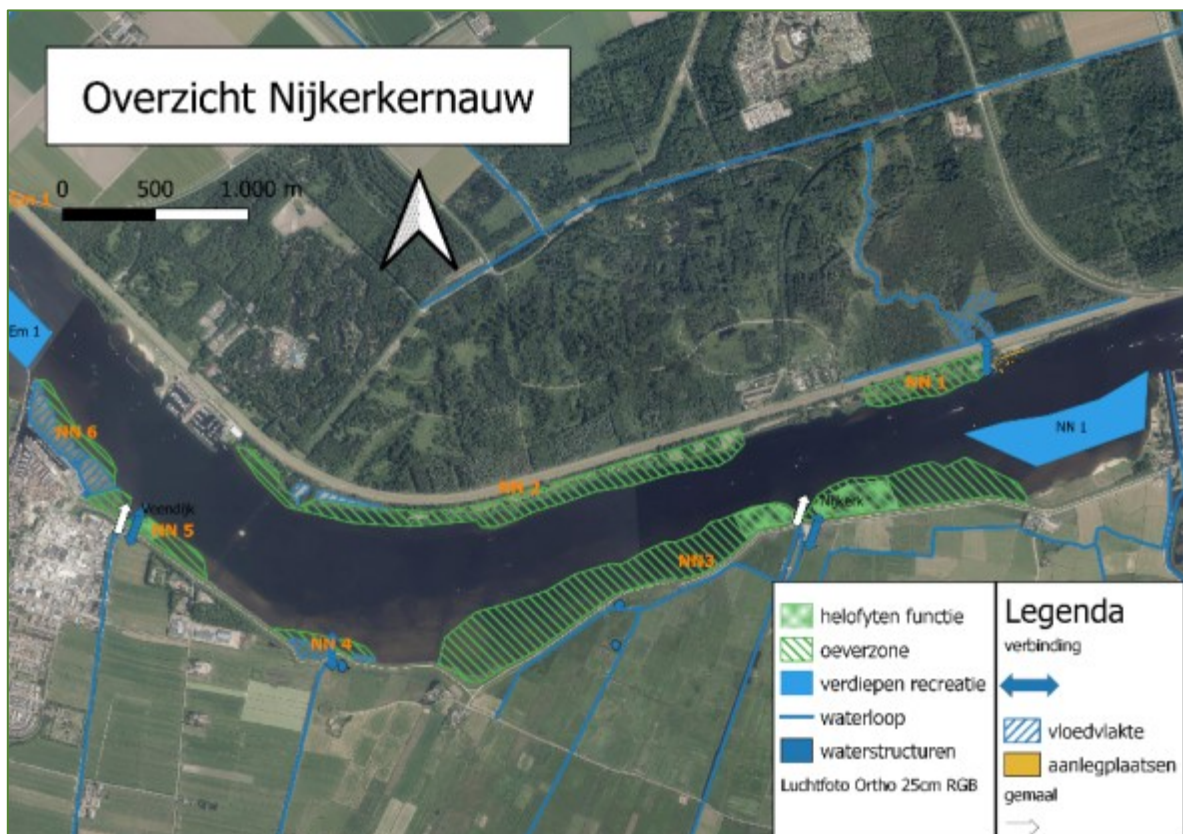 Overzicht Nijkerkernauw
0 500 1.000 m
Em 1
Em 1
NN 1
NN 1
NN 6
NN 2
Veendijk
Nijkerk
NN 5
NN3
NN 4
helofyten functie
oeverzone
verdiepen recreatie
waterloop
waterstructuren
Luchtfoto Ortho 25cm RGB
Legenda
verbinding
vloedvlakte
aanlegplaatsen
gemaal